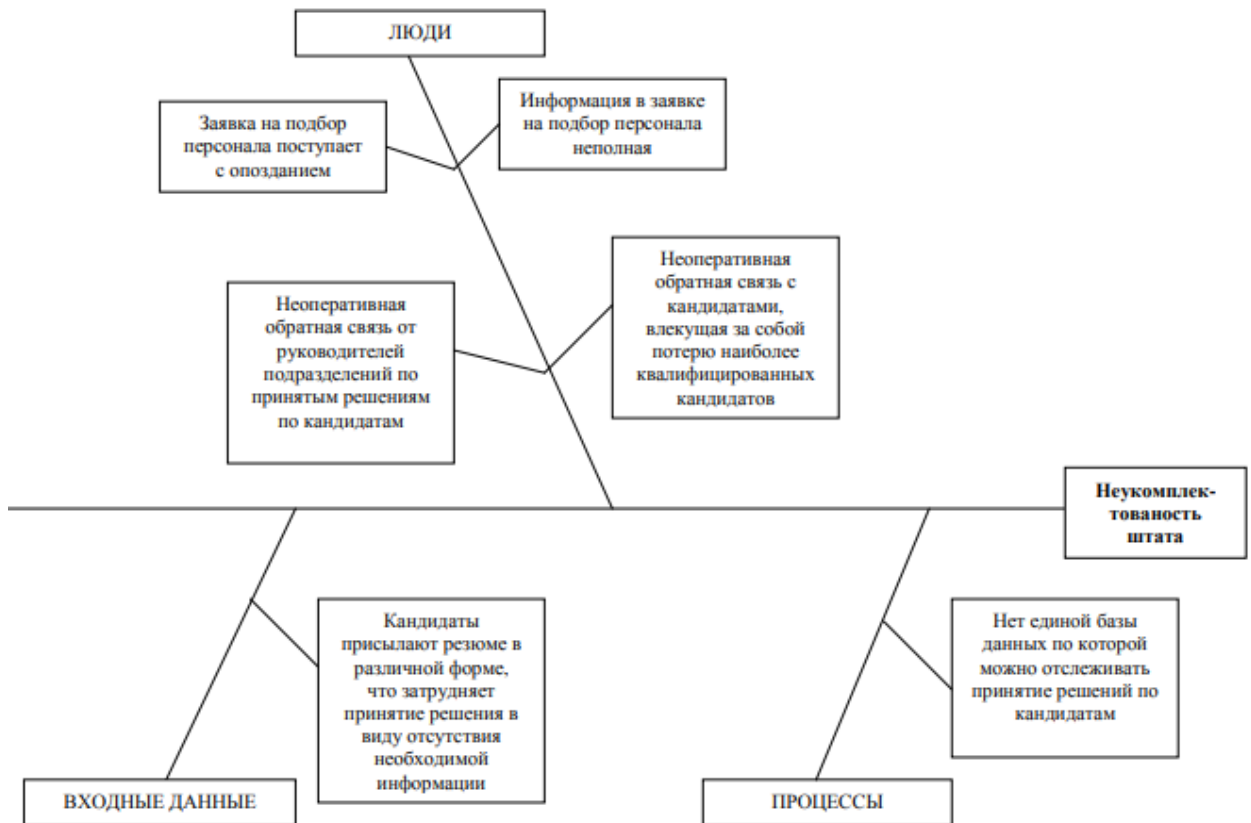 ЛЮДИ
Заявка на подбор
персонала поступает
с опозданием
Информация в заявке
на подбор персонала
неполная
Неоперативная
обратная связь от
руководителей
подразделений по
принятым решениям
по кандидатам
Неоперативная
обратная связь с
кандидатами,
влекущая за собой
потерю наиболее
квалифицированных
кандидатов
Неукомплек-
тованость
штата
Кандидаты
присылают резюме в
различной форме,
что затрудняет
принятие решения в
виду отсутствия
необходимой
информации
Нет единой базы
данных по которой
можно отслеживать
принятие решений по
кандидатам
ВХОДНЫЕ ДАННЫЕ
ПРОЦЕССЫ